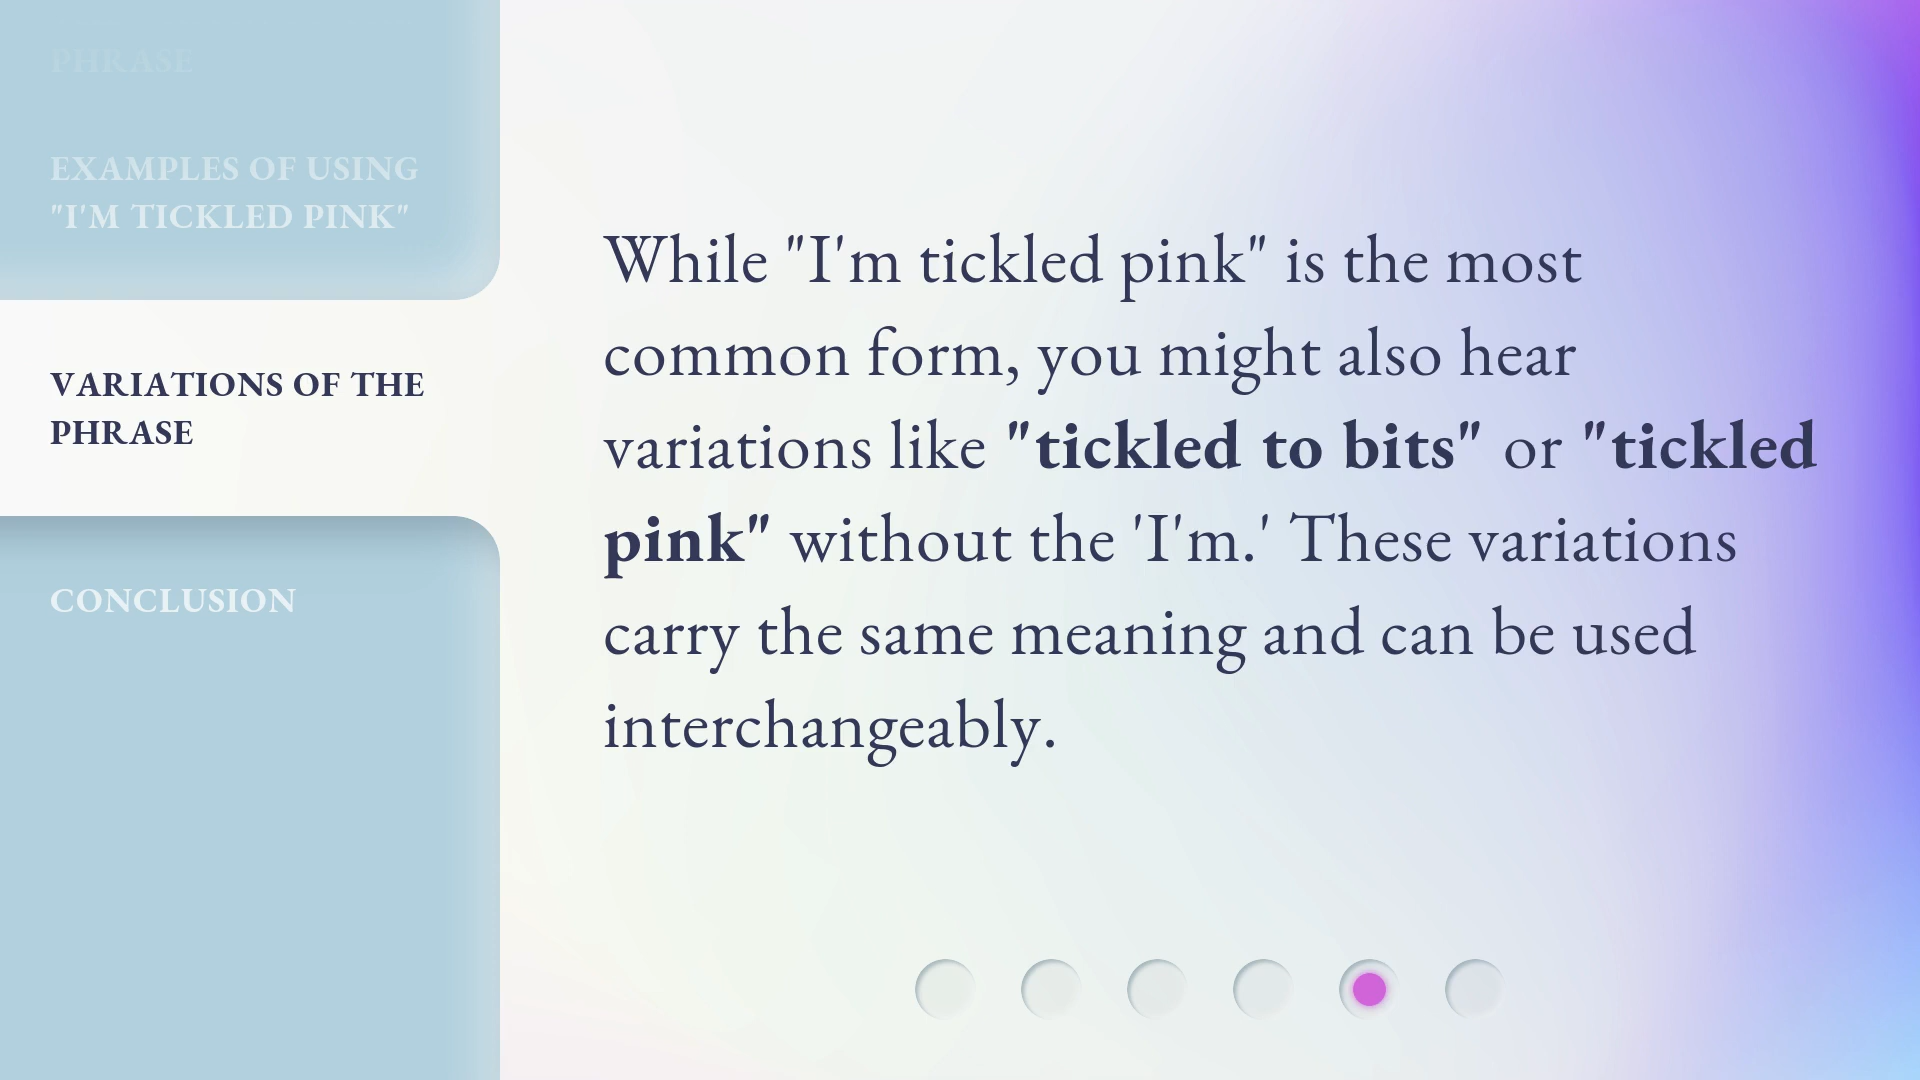 PHRASE
EXAMPLES OF USING
"I'M TICKLED PINK"
VARIATIONS OF THE
PHRASE
CONCLUSION
While "I'm tickled pink" is the most
common form, you might also hear
variations like "tickled to bits" or "tickled
pink" without the 'I'm.' These variations
carry the same meaning and can be used
interchangeably.